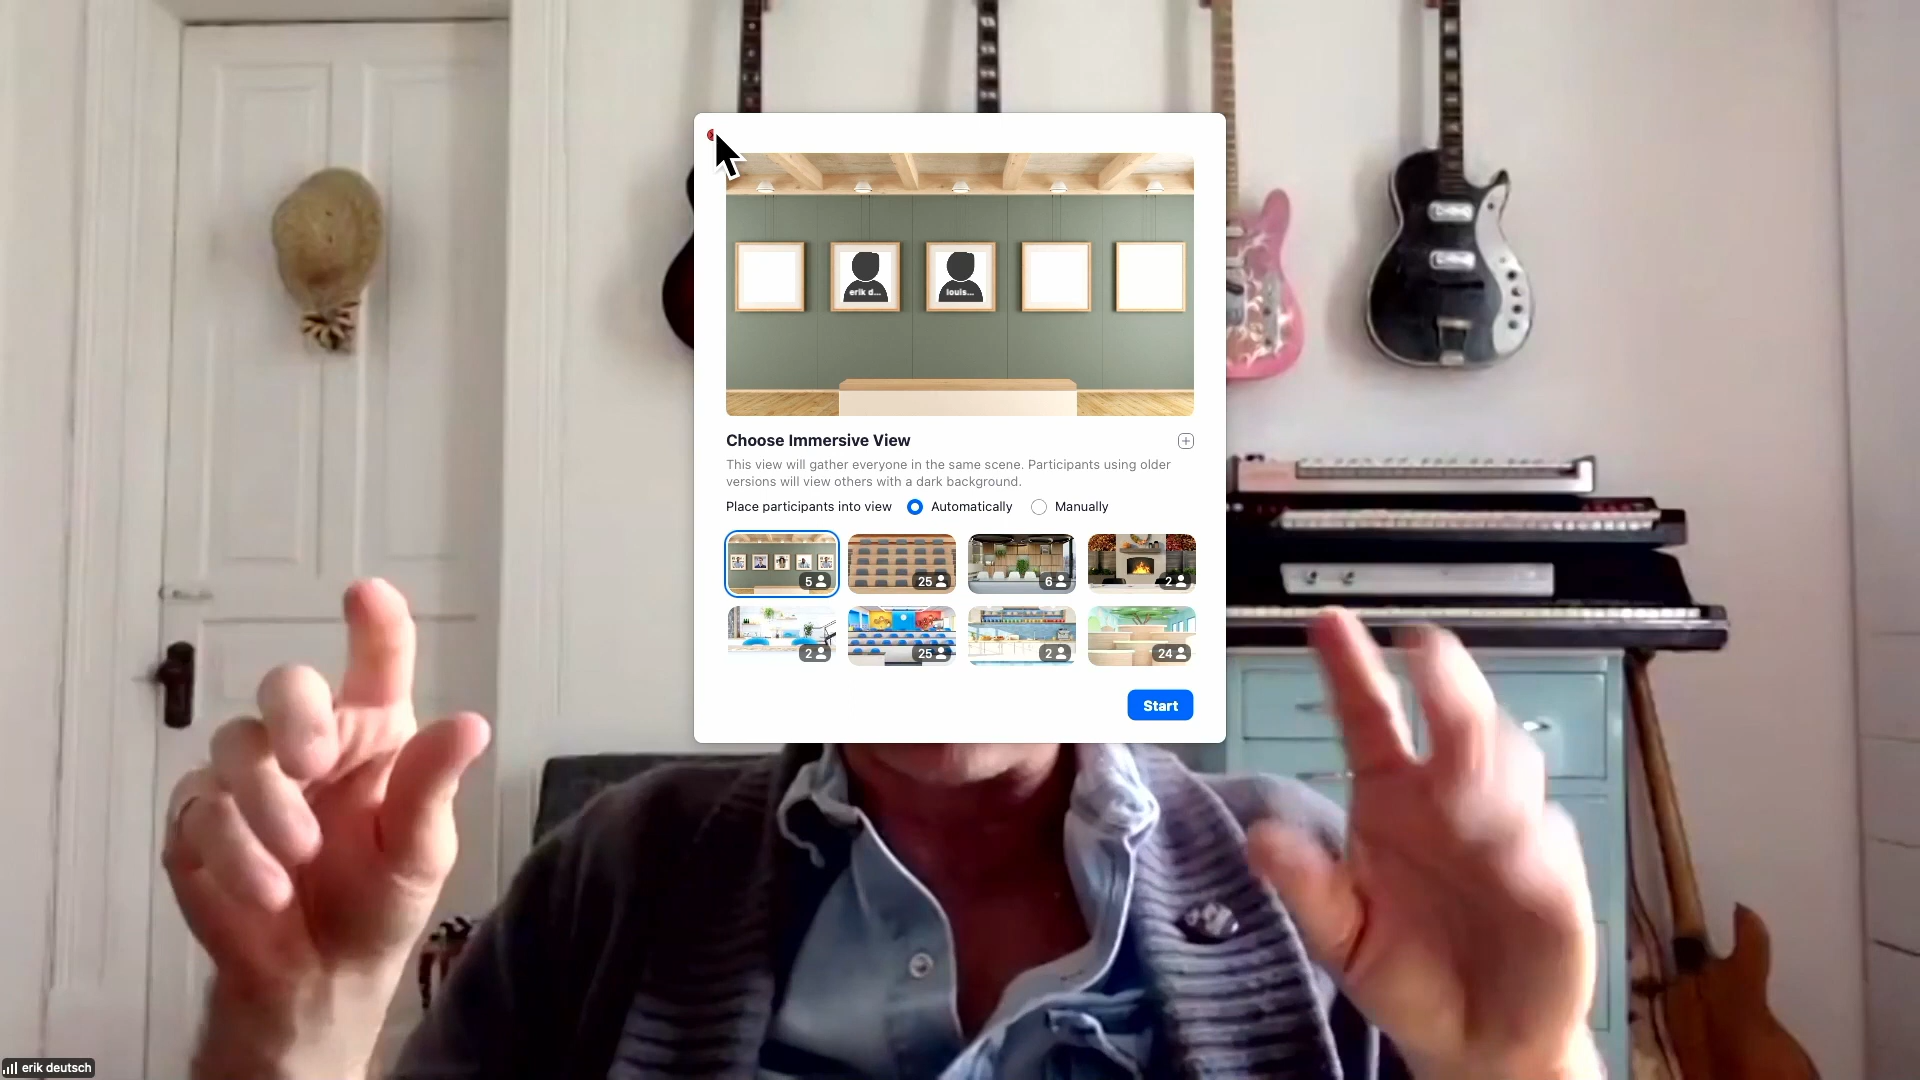 erik d...
louis...
Choose Immersive View
This view will gather everyone in the same scene. Participants using older
versions will view others with a dark background.
Place participants into view Automatically Manually
5 25 6 2
2 25 2 24
Start
erik deutsch